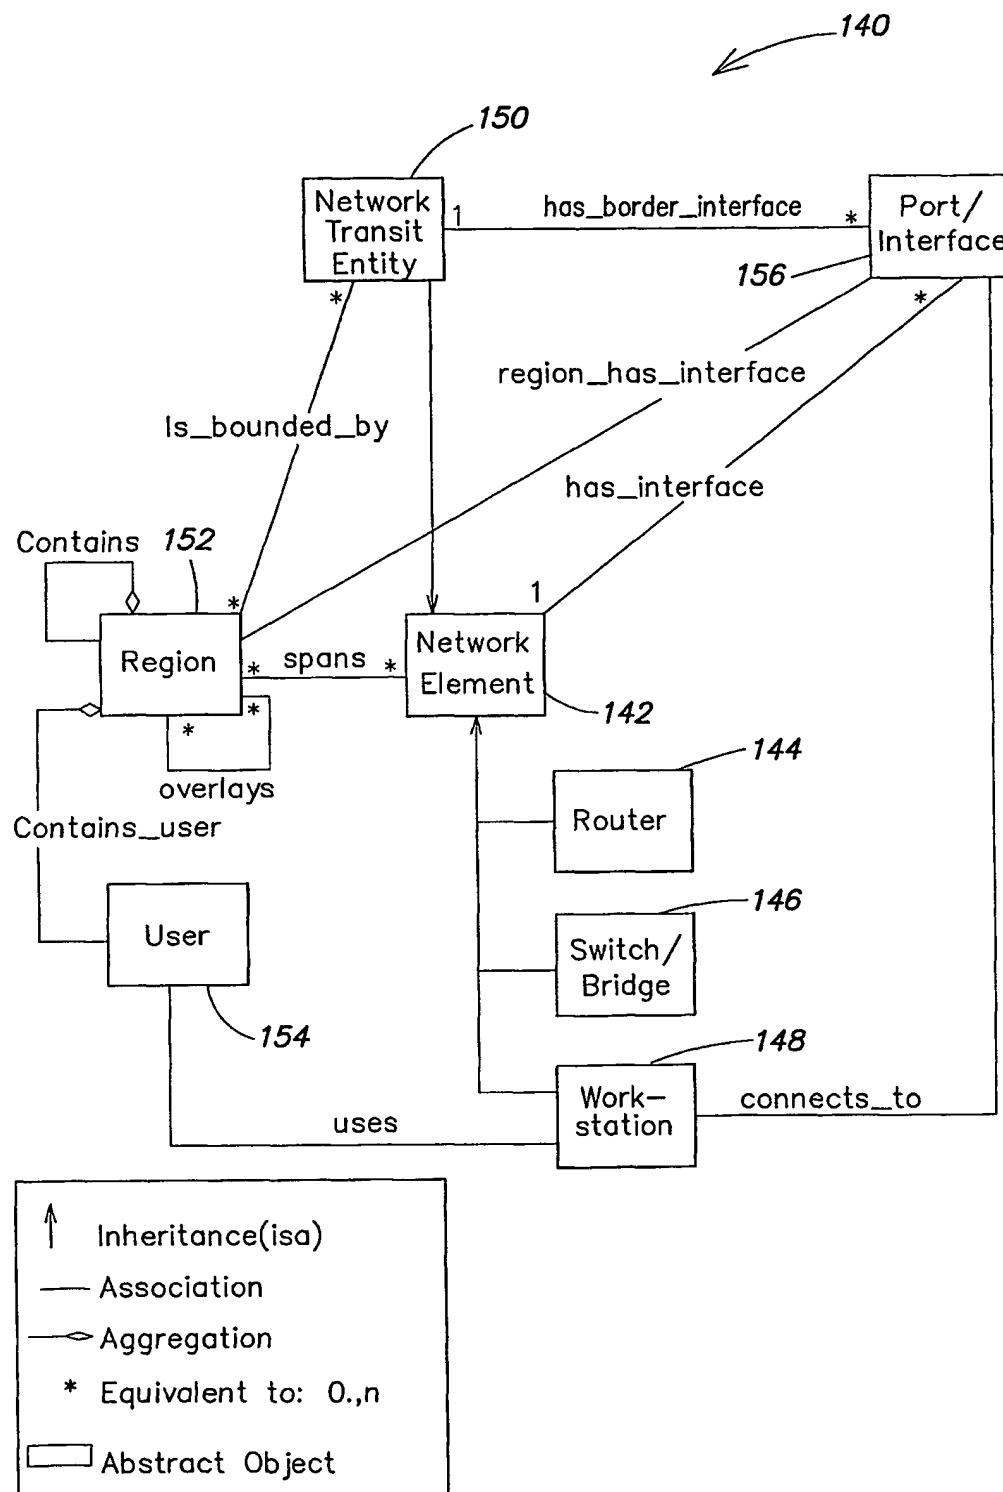 140
150
Network
Transit
Entity
1
has_border_interface
*
Port/
Interface
156
*
*
region_has_interface
Is_bounded_by
has_interface
Contains
152
*
1
Region
*
spans
*
Network
Element
142
*
*
overlays
144
Router
Contains_user
146
User
Switch/
Bridge
154
148
Work-
station
connects_to
uses
Inheritance(isa)
Association
Aggregation
* Equivalent to: 0.,n
Abstract Object